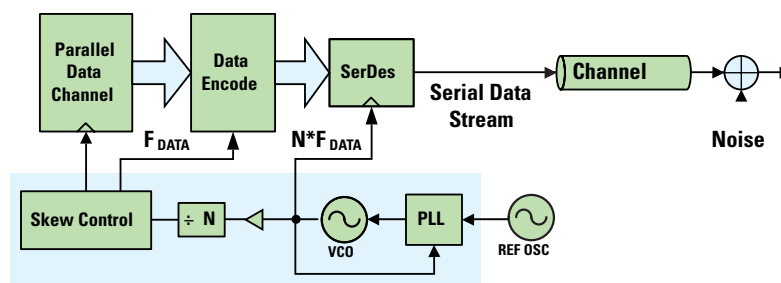 Parallel
Data
Channel
Data
Encode
SerDes
Channel
Serial Data
Stream
Noise
F DATA
N*F DATA
Skew Control
÷ N
VCO
PLL
REF OSC